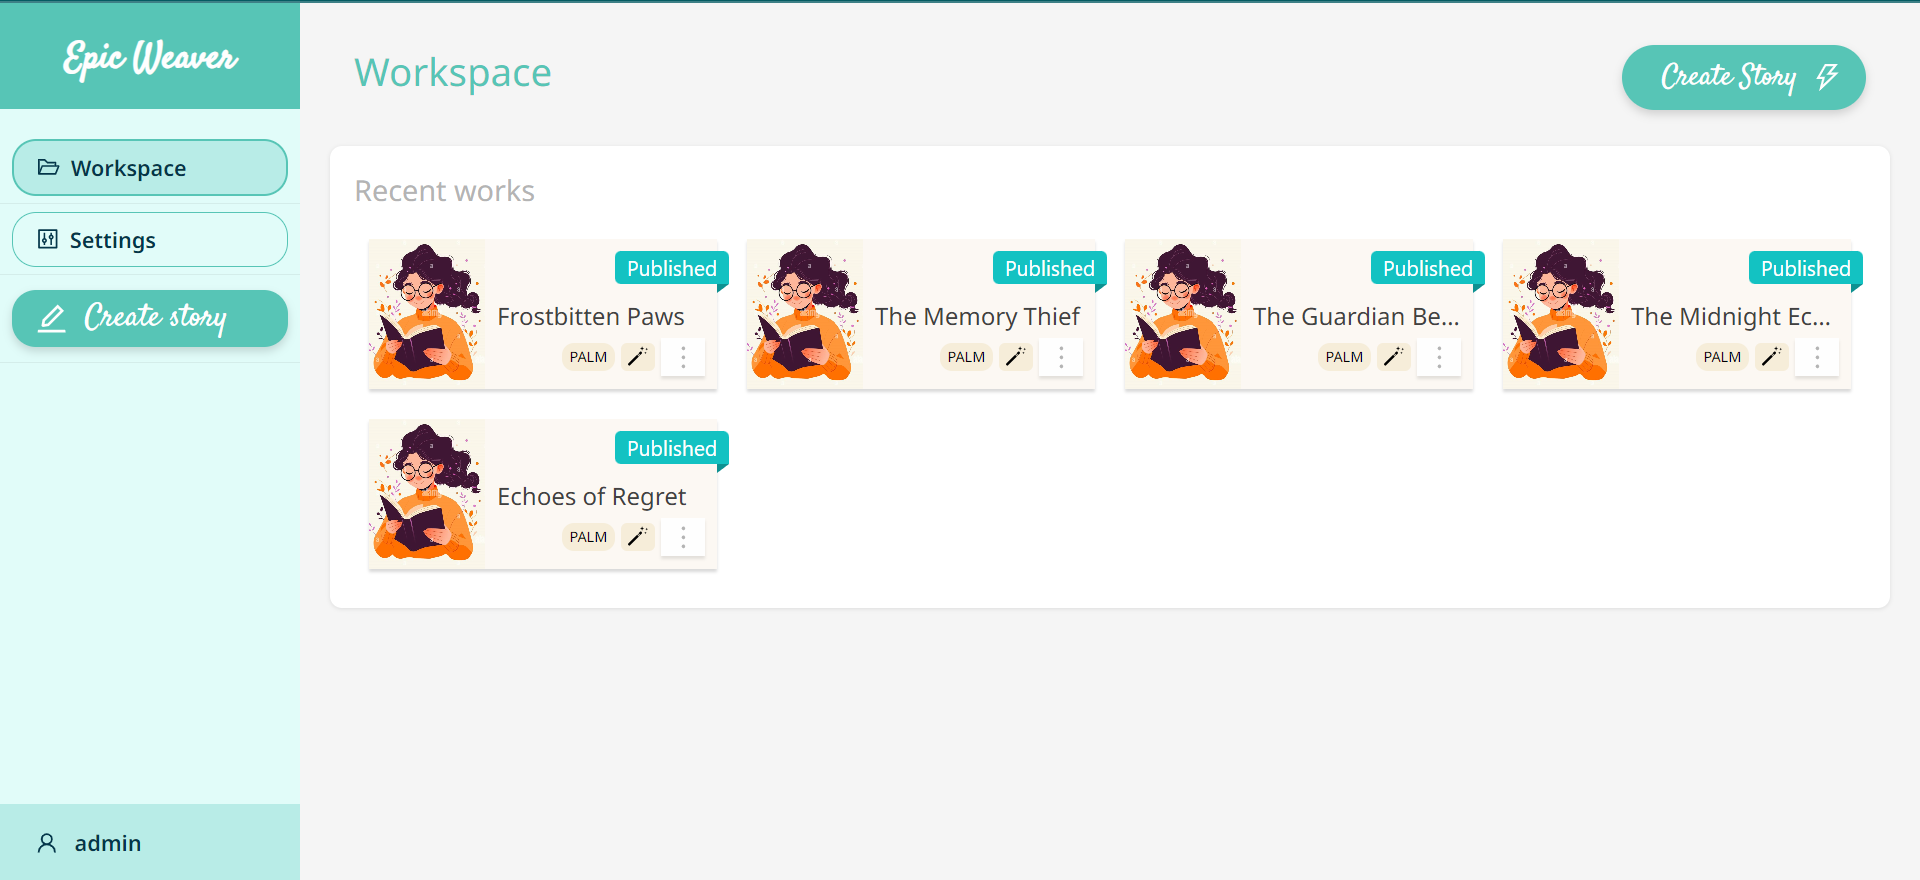 Epic Weaver
Workspace
Settings
Create story
admin
Workspace
Create Story
Recent works
Published
Frostbitten Paws
PALM
Published
The Memory Thief
PALM
Published
The Guardian Be...
PALM
Published
The Midnight Ec...
PALM
Published
Echoes of Regret
PALM